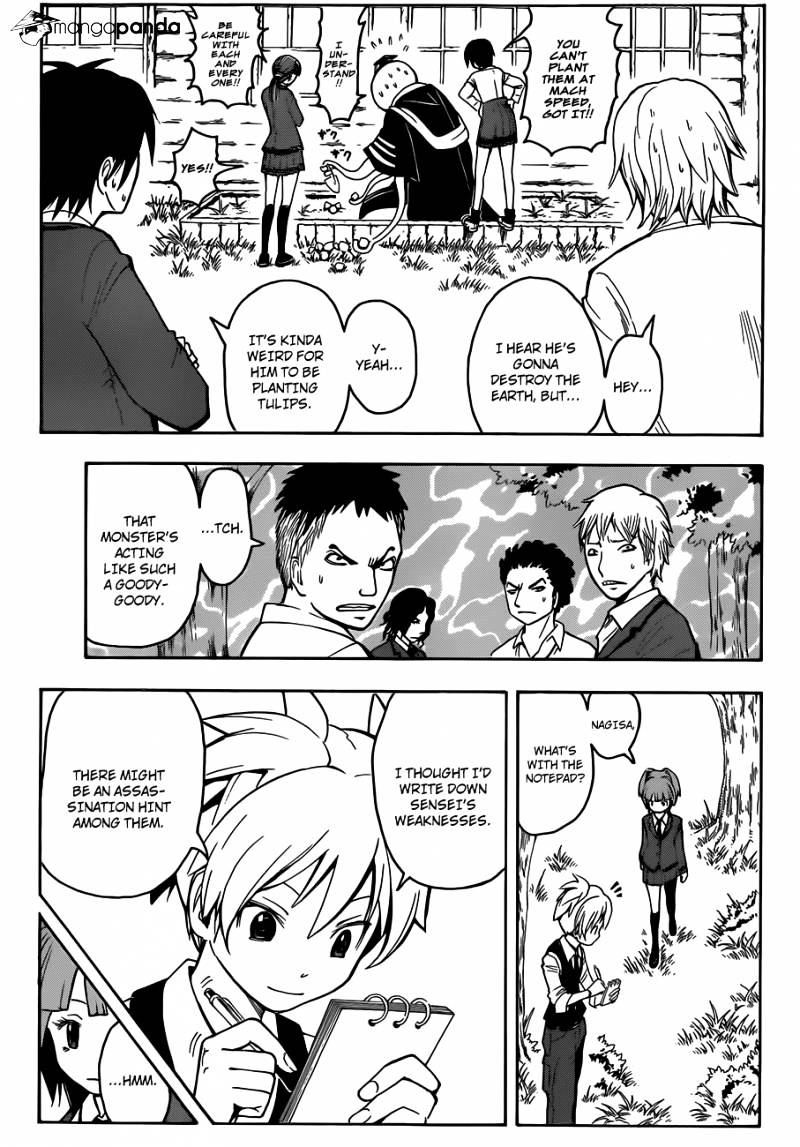 mangapanda
YOU
CAN'T
PLANT
THEM AT
MACH
SPEED,
GOT IT!!
I
UN-
DER-
STAND
!!
BE
CAREFUL
WITH
EACH
AND
EVERY
ONE!!
YES!!
HEY...
I HEAR HE'S
GONNA
DESTROY THE
EARTH, BUT...
Y-
YEAH...
IT'S KINDA
WEIRD FOR
HIM TO BE
PLANTING
TULIPS.
...TCH.
THAT
MONSTER'S
ACTING
LIKE SUCH
A GOODY-
GOODY.
NAGISA,
WHAT'S
WITH THE
NOTEPAD?
I THOUGHT I'D
WRITE DOWN
SENSEI'S
WEAKNESSES.
THERE MIGHT
BE AN ASSAS-
SINATION HINT
AMONG THEM.
...HMM.